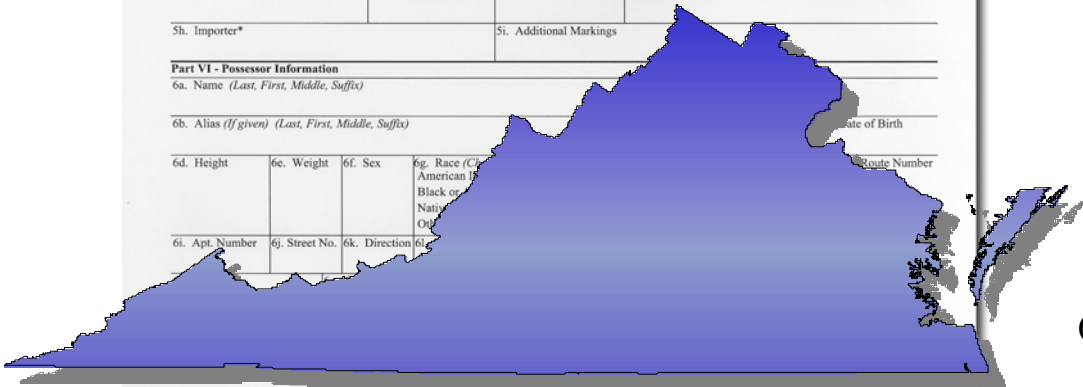 5h. Importer* 5i. Additional Markings
Part VI - Possessor Information
6a. Name (Last, First, Middle, Suffix)
6b. Alias (If given) (Last, First, Middle, Suffix) of Birth
6d. Height 6e. Weight 6f. Sex 6g. Race Route Number
American
Black or
6i. Apt. Number 6j. Street No. 6k. Direction